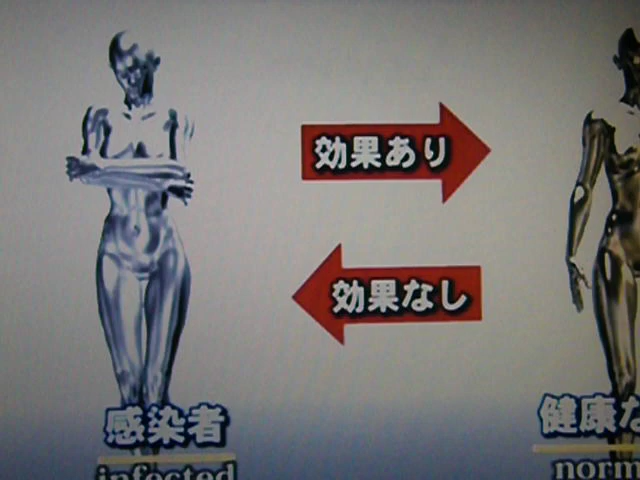 効果あり
効果なし
感染者
infected
健康な
norm